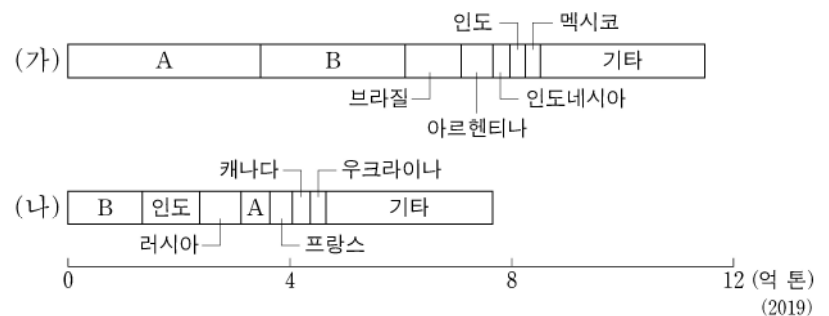 인도 멕시코
(가) A B 기타
브라질 인도네시아
아르헨티나
캐나다 우크라이나
(나) B 인도 A 기타
러시아 프랑스
0 4 8 12 (억 톤)
(2019)